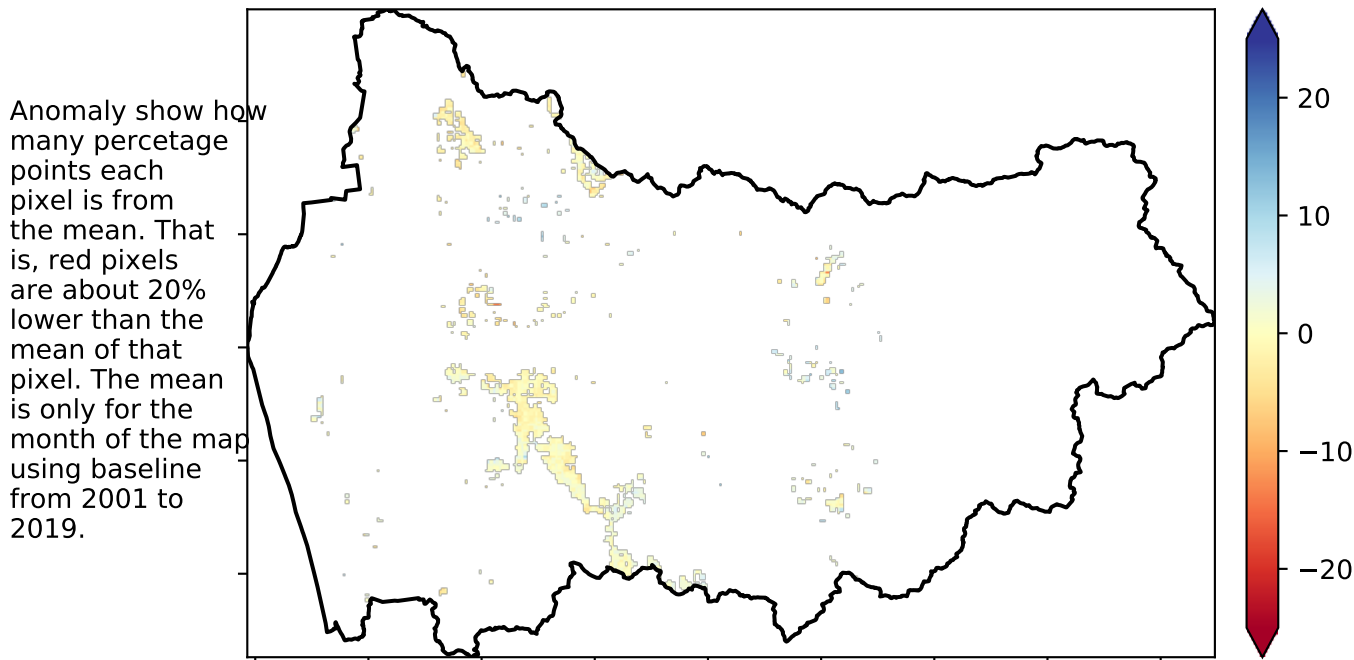 Anomaly show how
many percetage
points each
pixel is from
the mean. That
is, red pixels
are about 20%
lower than the
mean of that
pixel. The mean
is only for the
month of the map
using baseline
from 2001 to
2019.
20
10
0
−10
−20